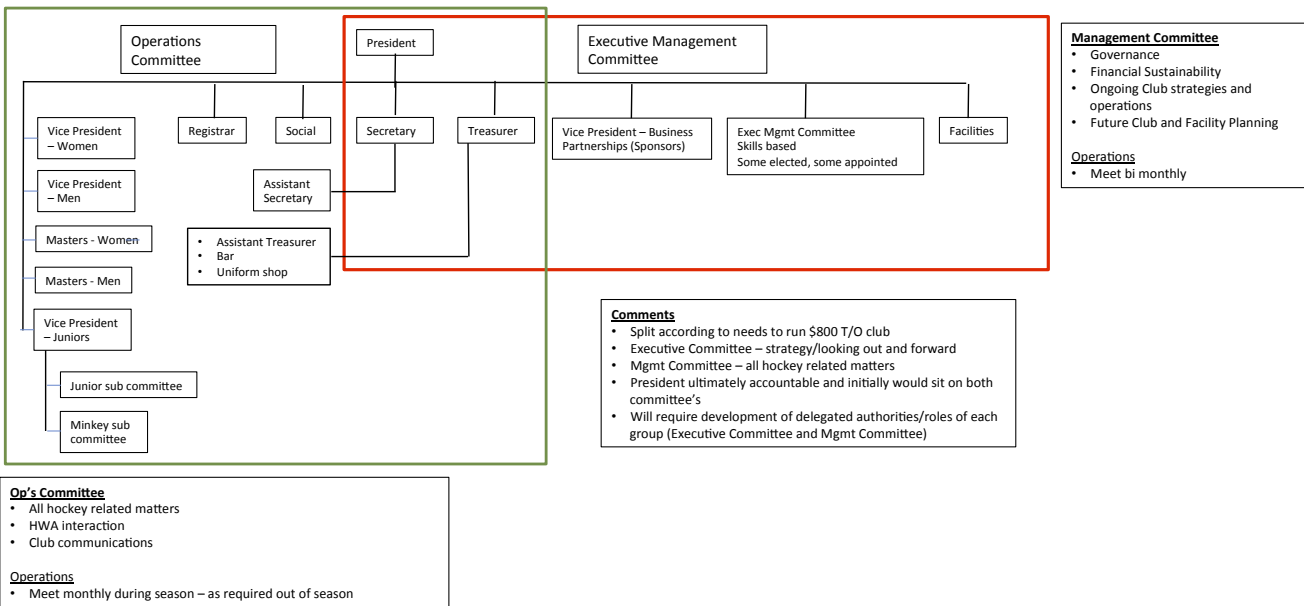 Operations
Committee
President
Executive Management
Committee
Management Committee
• Governance
• Financial Sustainability
• Ongoing Club strategies and
operations
• Future Club and Facility Planning
Operations
• Meet bi monthly
Vice President
– Women
Registrar
Social
Secretary
Treasurer
Vice President – Business
Partnerships (Sponsors)
Exec Mgmt Committee
Skills based
Some elected, some appointed
Facilities
Vice President
– Men
Assistant
Secretary
Masters - Women
• Assistant Treasurer
• Bar
• Uniform shop
Masters - Men
Vice President
– Juniors
Junior sub committee
Minkey sub
committee
Comments
• Split according to needs to run $800 T/O club
• Executive Committee – strategy/looking out and forward
• Mgmt Committee – all hockey related matters
• President ultimately accountable and initially would sit on both
committee's
• Will require development of delegated authorities/roles of each
group (Executive Committee and Mgmt Committee)
Op's Committee
• All hockey related matters
• HWA interaction
• Club communications
Operations
• Meet monthly during season – as required out of season